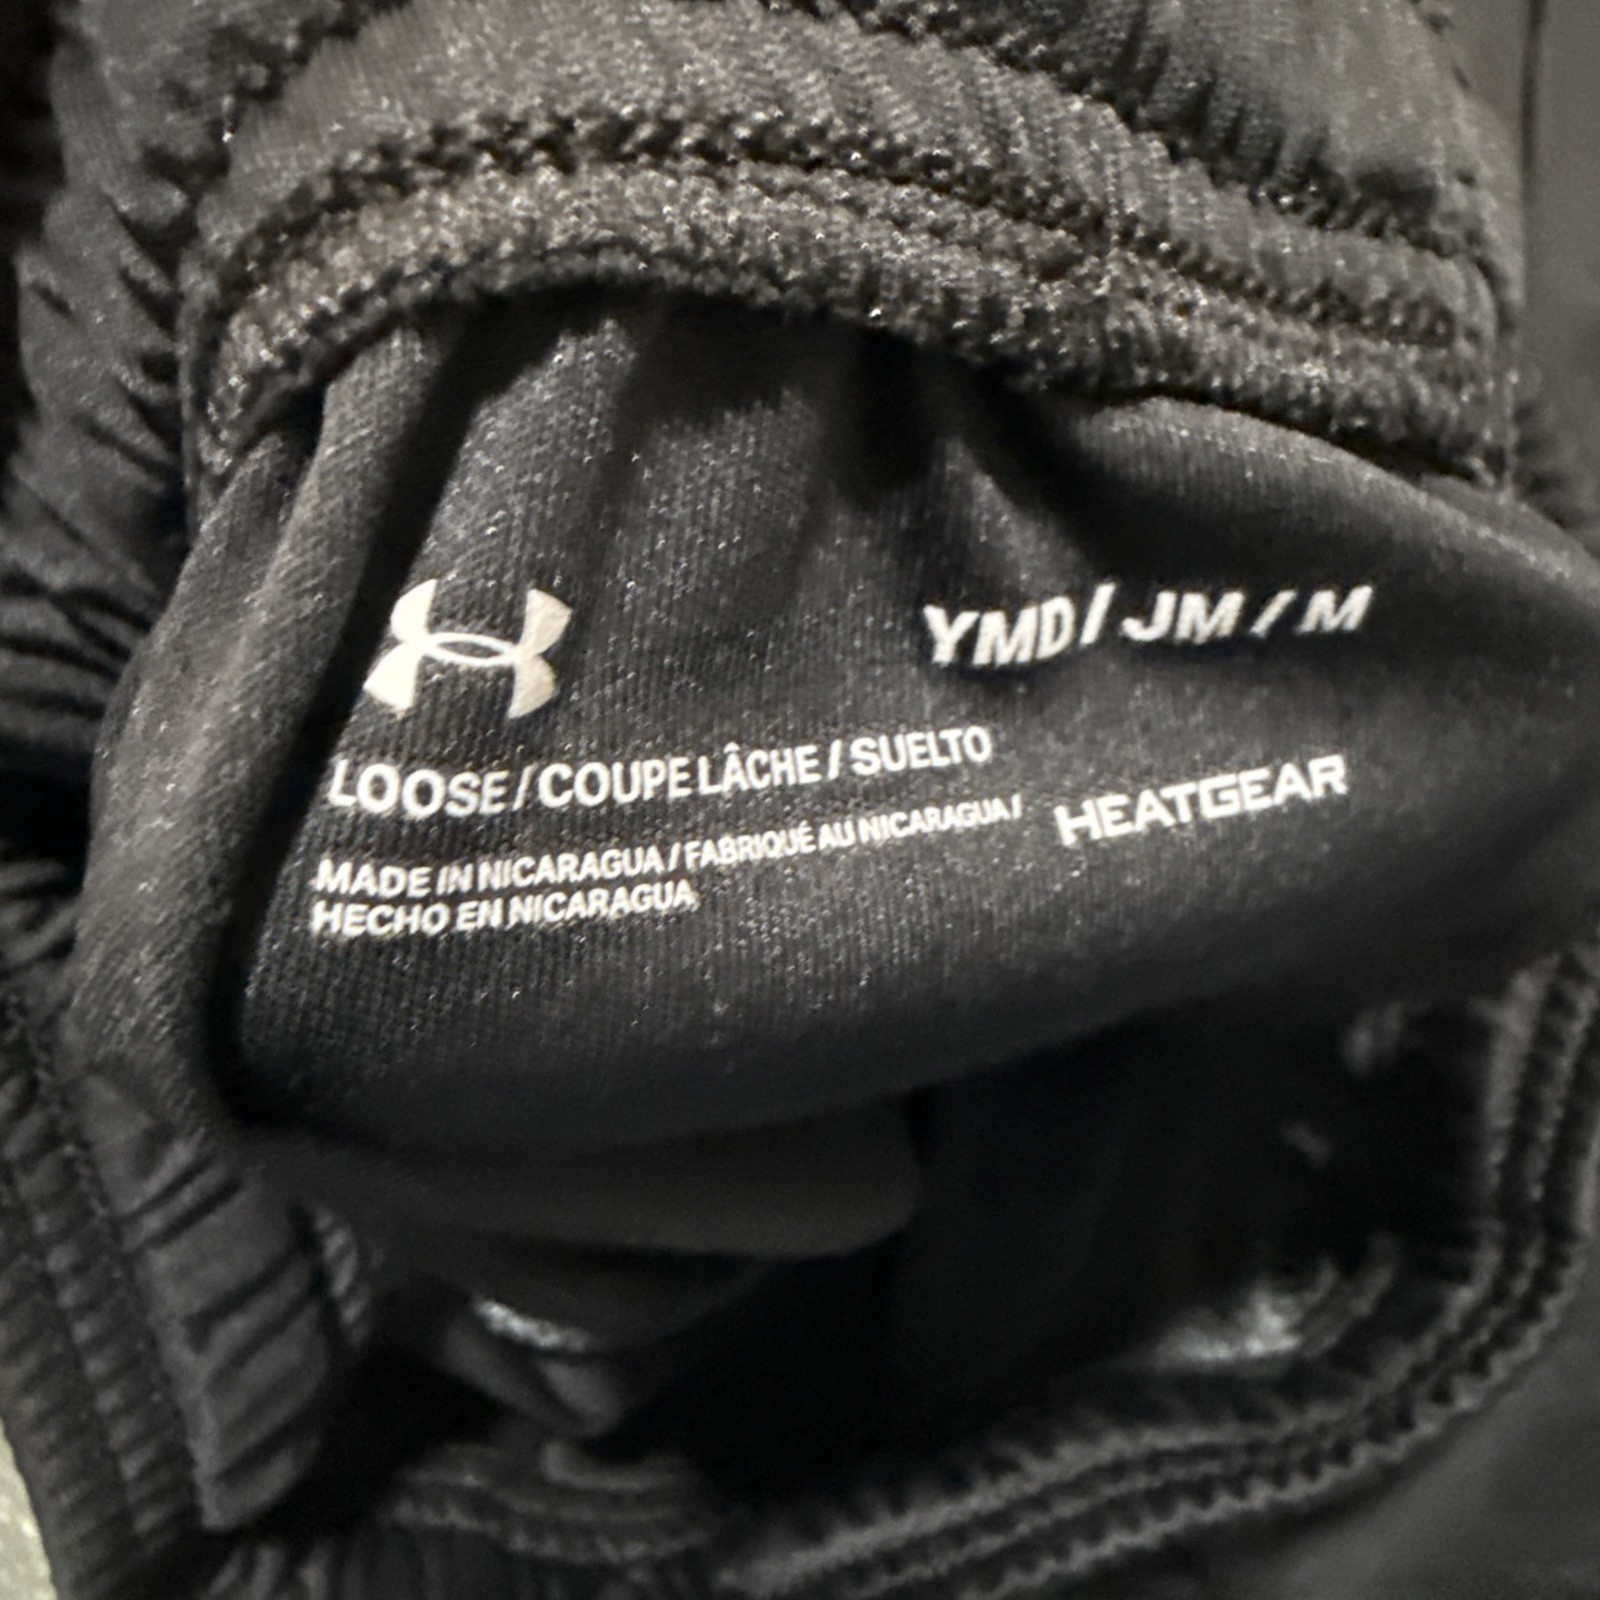 YMD/ JM / M
LOOSE / COUPE LÂCHE / SUELTO
MADE IN NICARAGUA / FABRIQUÉ AU NICARAGUA /
HECHO EN NICARAGUA
HEATGEAR